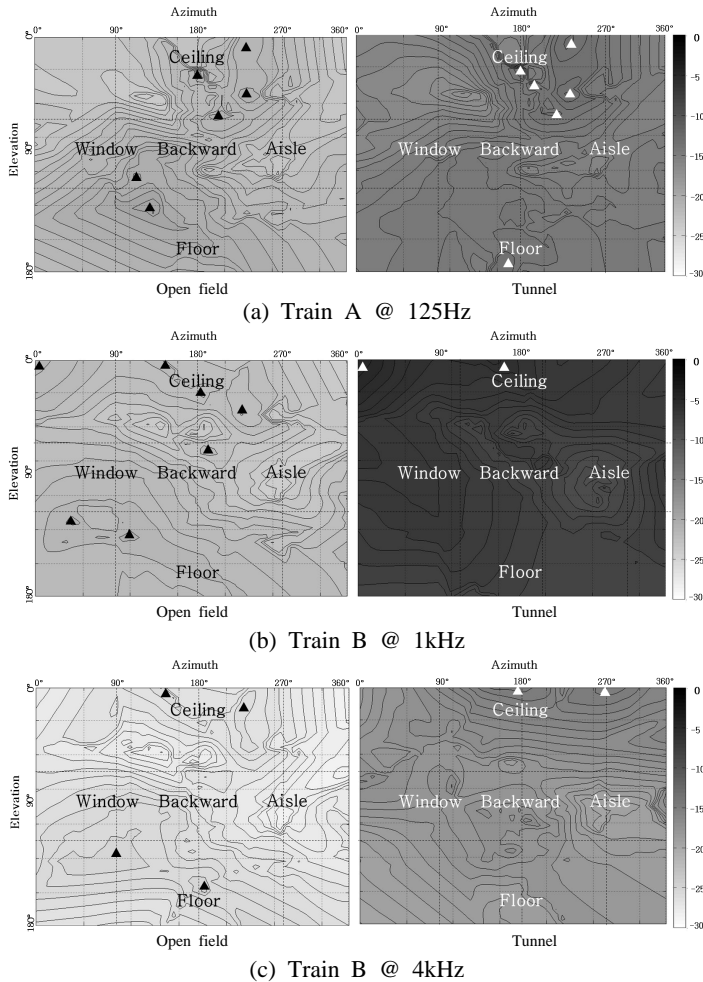 Azimuth Azimuth
0° 90° 180° 270° 360° 0° 90° 180° 270° 360°
Elevation
0°
90°
180°
Ceiling Ceiling
Window Backward Aisle Window Backward Aisle
Floor Floor
0
-5
-10
-15
-20
-25
-30
Open field Tunnel
(a) Train A @ 125Hz
Azimuth Azimuth
0° 90° 180° 270° 360° 0° 90° 180° 270° 360°
Elevation
0°
90°
180°
Ceiling Ceiling
Window Backward Aisle Window Backward Aisle
Floor Floor
0
-5
-10
-15
-20
-25
-30
Open field Tunnel
(b) Train B @ 1kHz
Azimuth Azimuth
0° 90° 180° 270° 360° 0° 90° 180° 270° 360°
Elevation
0°
90°
180°
Ceiling Ceiling
Window Backward Aisle Window Backward Aisle
Floor Floor
0
-5
-10
-15
-20
-25
-30
Open field Tunnel
(c) Train B @ 4kHz